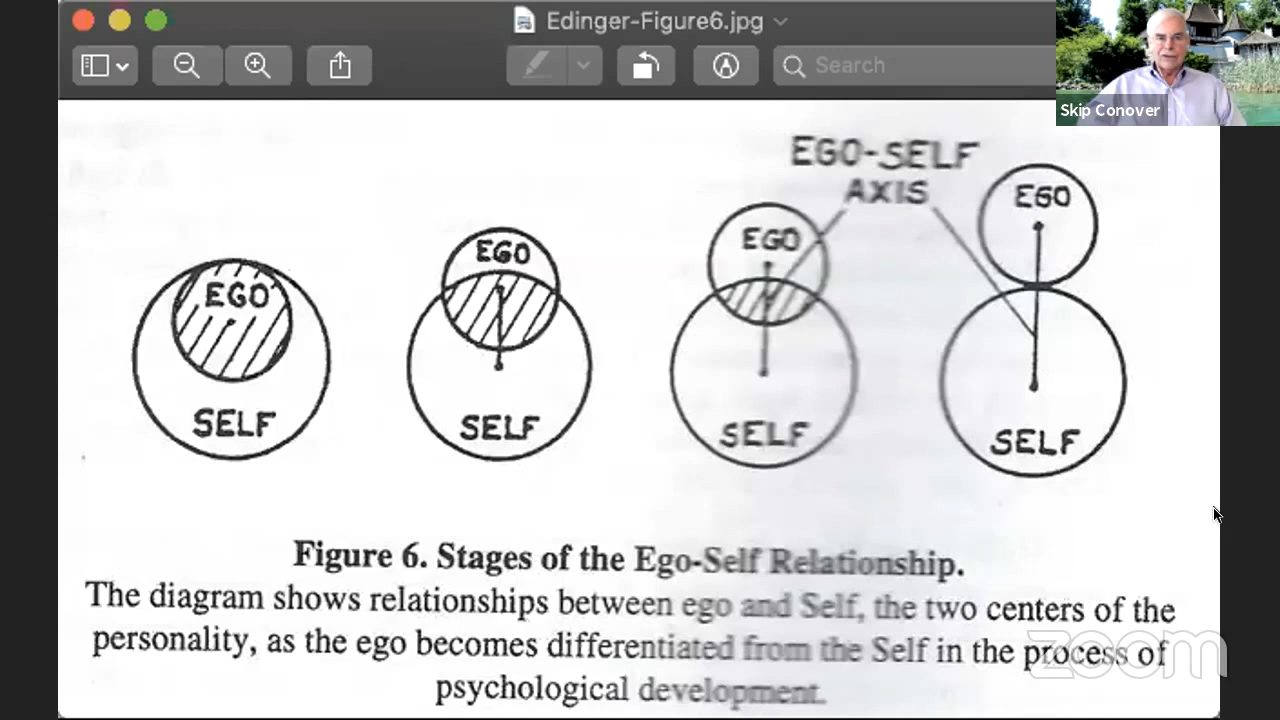 Edinger-Figure6.jpg
Search
Skip Conover
EGO-SELF
AXIS
EGO
SELF
EGO
SELF
EGO
SELF
EGO
SELF
Figure 6. Stages of the Ego-Self Relationship.
The diagram shows relationships between ego and Self, the two centers of the
personality, as the ego becomes differentiated from the Self in the process of
psychological development.
zoom